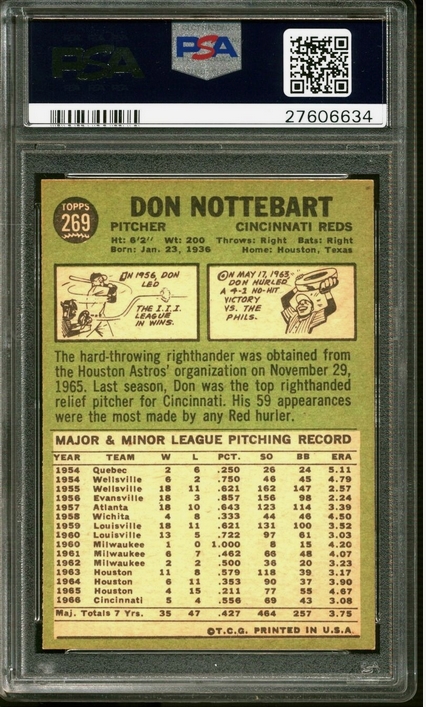 PSA
PSA
27606634
TOPPS
269
DON NOTTEBART
PITCHER CINCINNATI REDS
Ht: 6'2'' Wt: 200 Throws: Right Bats: Right
Born: Jan. 23, 1936 Home: Houston, Texas
IN 1956, DON
LED
THE I.I.I.
LEAGUE
IN WINS.
ON MAY 17, 1963
DON HURLED
A 4-1 NO-HIT
VICTORY
VS. THE
PHILS.
The hard-throwing righthander was obtained from
the Houston Astros' organization on November 29,
1965. Last season, Don was the top righthanded
relief pitcher for Cincinnati. His 59 appearances
were the most made by any Red hurler.
MAJOR & MINOR LEAGUE PITCHING RECORD
YEAR TEAM W L PCT. SO BB ERA
1954 Quebec 2 6 .250 26 24 5.11
1954 Wellsville 6 2 .750 46 45 4.79
1955 Wellsville 18 11 .621 162 147 2.57
1956 Evansville 18 3 .857 156 98 2.24
1957 Atlanta 18 10 .643 123 114 3.39
1958 Wichita 4 8 .333 44 46 4.50
1959 Louisville 18 11 .621 131 100 3.52
1960 Louisville 13 5 .722 97 61 3.03
1960 Milwaukee 1 0 1.000 8 15 4.20
1961 Milwaukee 6 7 .462 66 48 4.07
1962 Milwaukee 2 2 .500 36 20 3.23
1963 Houston 11 8 .579 118 39 3.17
1964 Houston 6 11 .353 90 37 3.90
1965 Houston 4 15 .211 77 55 4.67
1966 Cincinnati 5 4 .556 69 43 3.08
Maj. Totals 7 Yrs. 35 47 .427 464 257 3.75
©T.C.G. PRINTED IN U.S.A.